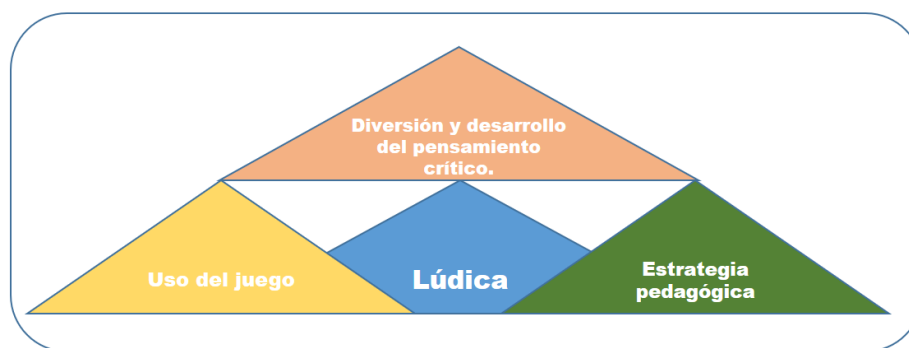 Diversión y desarrollo
del pensamiento
crítico.
Uso del juego
Lúdica
Estrategia
pedagógica